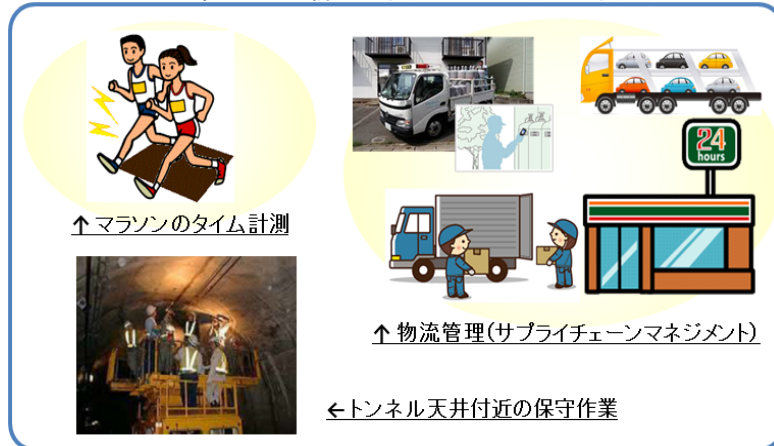 24
hours
↑マラソンのタイム計測
↑物流管理(サプライチェーンマネジメント)
←トンネル天井付近の保守作業